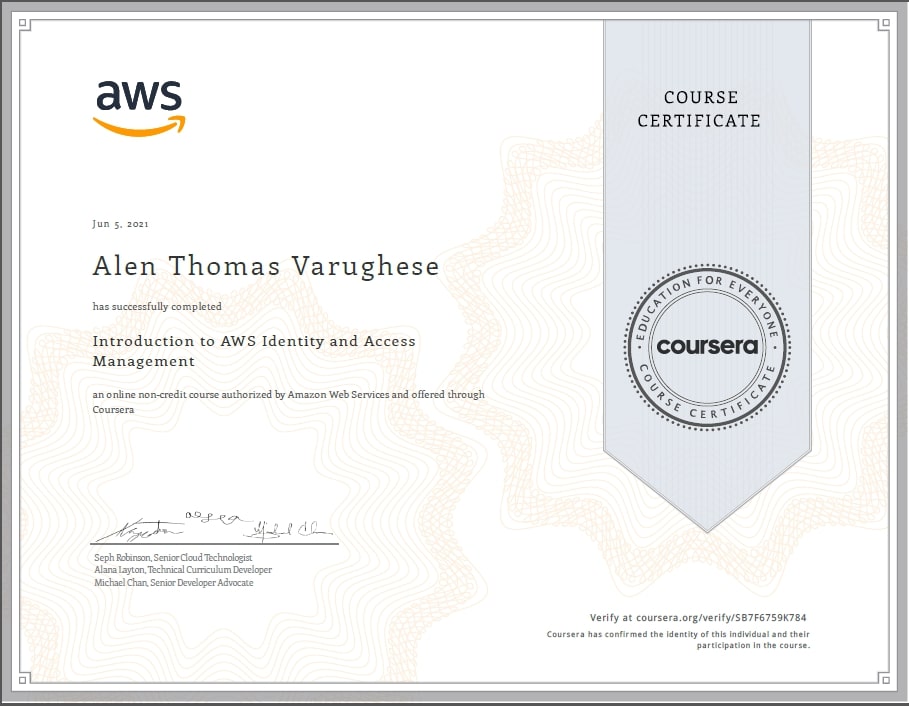 aws
COURSE
CERTIFICATE
Jun 5, 2021
Alen Thomas Varughese
has successfully completed
Introduction to AWS Identity and Access
Management
an online non-credit course authorized by Amazon Web Services and offered through
Coursera
EDUCATION FOR EVERYONE
coursera
COURSE CERTIFICATE
Seph Robinson, Senior Cloud Technologist
Alana Layton, Technical Curriculum Developer
Michael Chan, Senior Developer Advocate
Verify at coursera.org/verify/SB7F6759K784
Coursera has confirmed the identity of this individual and their
participation in the course.